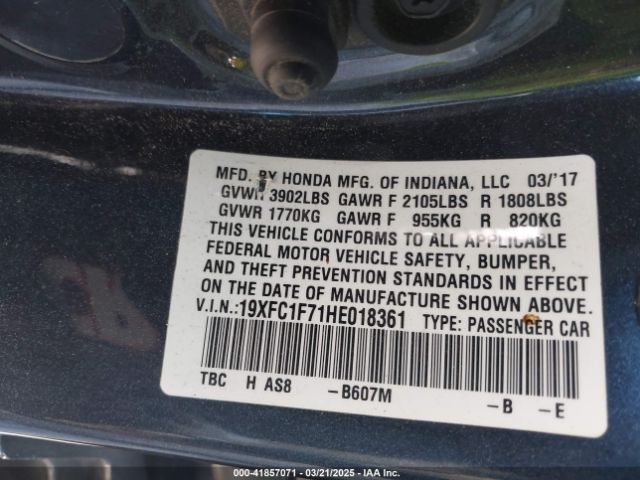 MFD. BY HONDA MFG. OF INDIANA, LLC 03/'17
GVWR 3902LBS GAWR F 2105LBS R 1808LBS
GVWR 1770KG GAWR F 955KG R 820KG
THIS VEHICLE CONFORMS TO ALL APPLICABLE
FEDERAL MOTOR VEHICLE SAFETY, BUMPER,
AND THEFT PREVENTION STANDARDS IN EFFECT
ON THE DATE OF MANUFACTURE SHOWN ABOVE.
V.I.N.:19XFC1F71HE018361 TYPE: PASSENGER CAR
TBC H AS8 -B607M -B -E
000-41857071 - 03/21/2025 - IAA Inc.